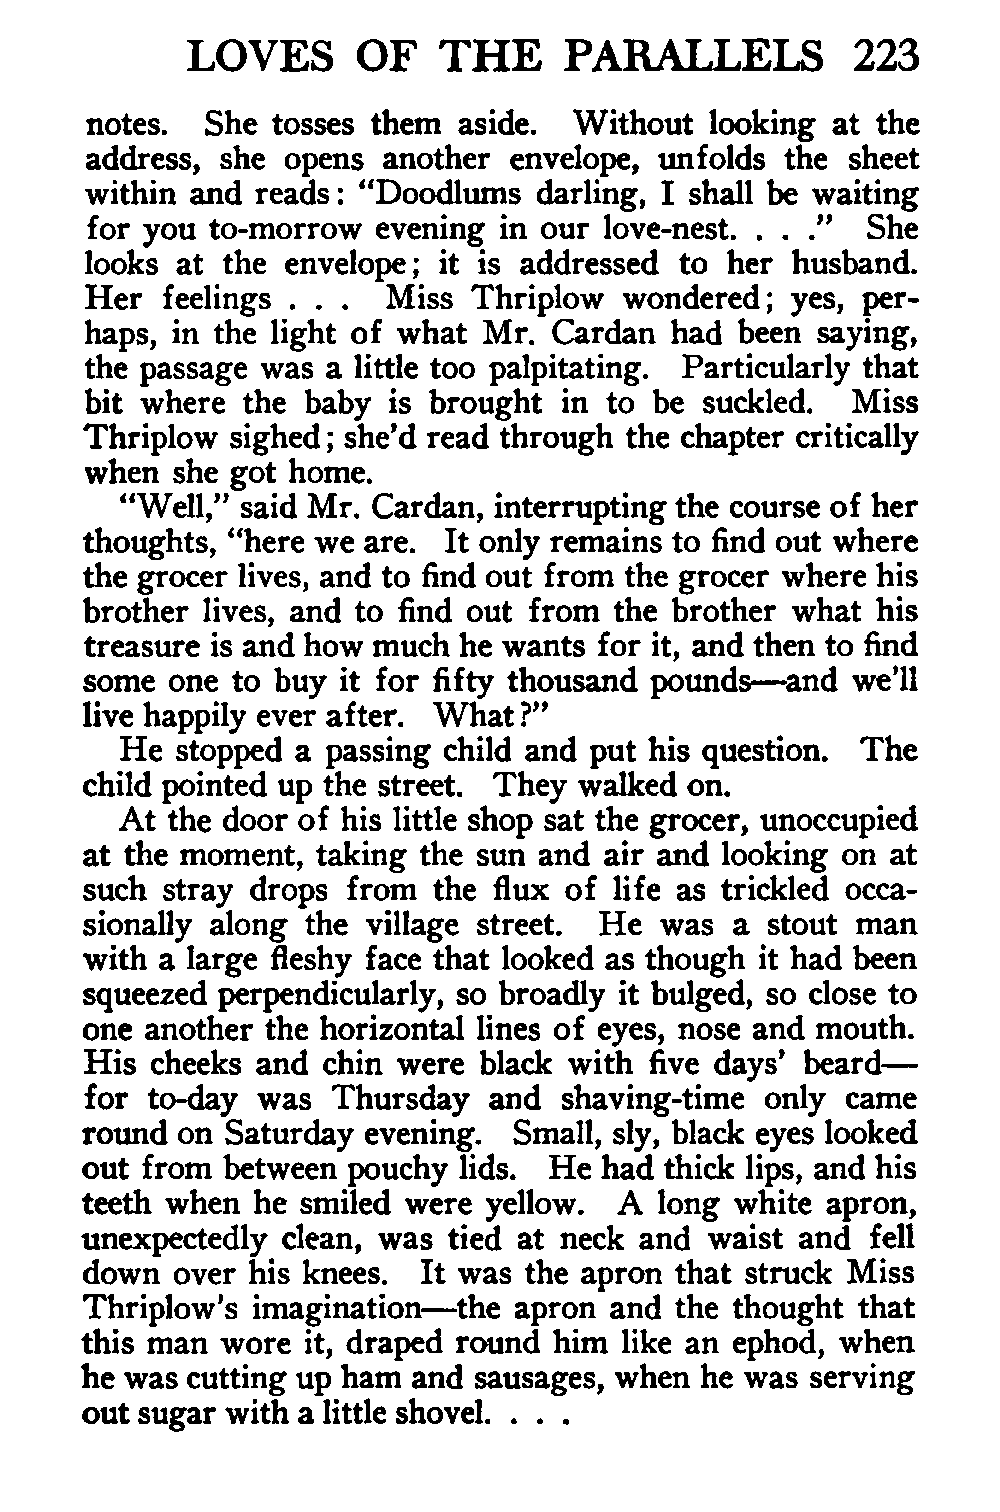 LOVES OF THE PARALLELS 223
notes. She tosses them aside. Without looking at the
address, she opens another envelope, unfolds the sheet
within and reads: “Doodlums darling, I shall be waiting
for you to-morrow evening in our love-nest. . . .” She
looks at the envelope; it is addressed to her husband.
Her feelings . . . Miss Thriplow wondered; yes, per-
haps, in the light of what Mr. Cardan had been saying,
the passage was a little too palpitating. Particularly that
bit where the baby is brought in to be suckled. Miss
Thriplow sighed; she’d read through the chapter critically
when she got home.
“Well,” said Mr. Cardan, interrupting the course of her
thoughts, “here we are. It only remains to find out where
the grocer lives, and to find out from the grocer where his
brother lives, and to find out from the brother what his
treasure is and how much he wants for it, and then to find
some one to buy it for fifty thousand pounds—and we’ll
live happily ever after. What?”
He stopped a passing child and put his question. The
child pointed up the street. They walked on.
At the door of his little shop sat the grocer, unoccupied
at the moment, taking the sun and air and looking on at
such stray drops from the flux of life as trickled occa-
sionally along the village street. He was a stout man
with a large fleshy face that looked as though it had been
squeezed perpendicularly, so broadly it bulged, so close to
one another the horizontal lines of eyes, nose and mouth.
His cheeks and chin were black with five days’ beard—
for to-day was Thursday and shaving-time only came
round on Saturday evening. Small, sly, black eyes looked
out from between pouchy lids. He had thick lips, and his
teeth when he smiled were yellow. A long white apron,
unexpectedly clean, was tied at neck and waist and fell
down over his knees. It was the apron that struck Miss
Thriplow’s imagination—the apron and the thought that
this man wore it, draped round him like an ephod, when
he was cutting up ham and sausages, when he was serving
out sugar with a little shovel. . . .